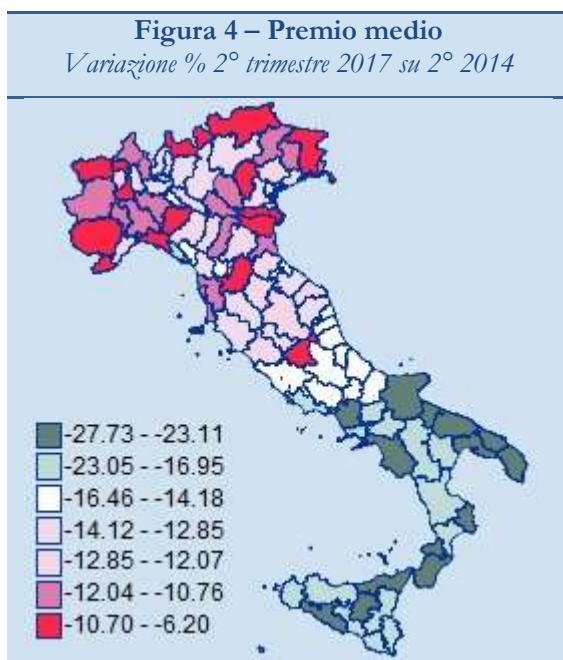 Figura 4 – Premio medio
Variazione % 2° trimestre 2017 su 2° 2014
-27.73 - -23.11
-23.05 - -16.95
-16.46 - -14.18
-14.12 - -12.85
-12.85 - -12.07
-12.04 - -10.76
-10.70 - -6.20